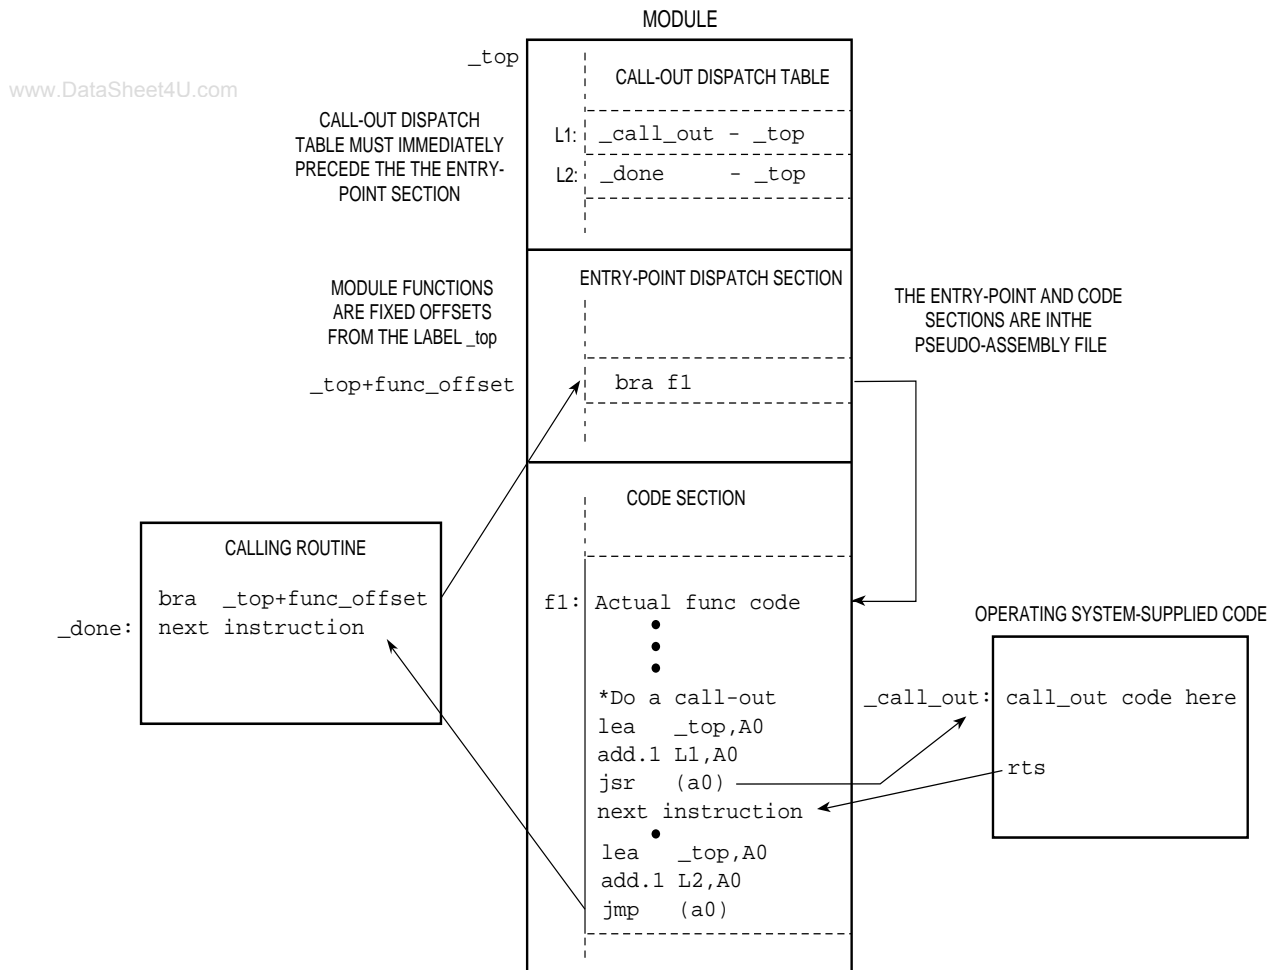 MODULE
_top
CALL-OUT DISPATCH TABLE
www.DataSheet4U.com
CALL-OUT DISPATCH
TABLE MUST IMMEDIATELY
PRECEDE THE THE ENTRY-
POINT SECTION
L1: _call_out - _top
L2: _done - _top
ENTRY-POINT DISPATCH SECTION
MODULE FUNCTIONS
ARE FIXED OFFSETS
FROM THE LABEL _top
THE ENTRY-POINT AND CODE
SECTIONS ARE INTHE
PSEUDO-ASSEMBLY FILE
_top+func_offset
bra f1
CODE SECTION
CALLING ROUTINE
bra _top+func_offset
_done: next instruction
f1: Actual func code
*Do a call-out
lea _top,A0
add.1 L1,A0
jsr (a0)
next instruction
lea _top,A0
add.1 L2,A0
jmp (a0)
OPERATING SYSTEM-SUPPLIED CODE
_call_out: call_out code here
rts